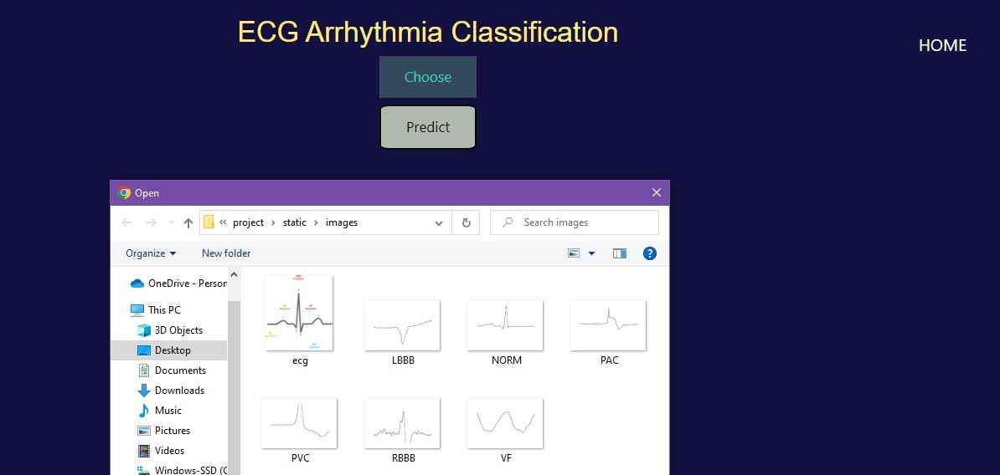 ECG Arrhythmia Classification
HOME
Choose
Predict
Open
« project › static › images
Search images
Organize
New folder
?
OneDrive - Person
This PC
3D Objects
Desktop
Documents
Downloads
Music
Pictures
Videos
Windows-SSD (C
ecg
LBBB
NORM
PAC
PVC
RBBB
VF